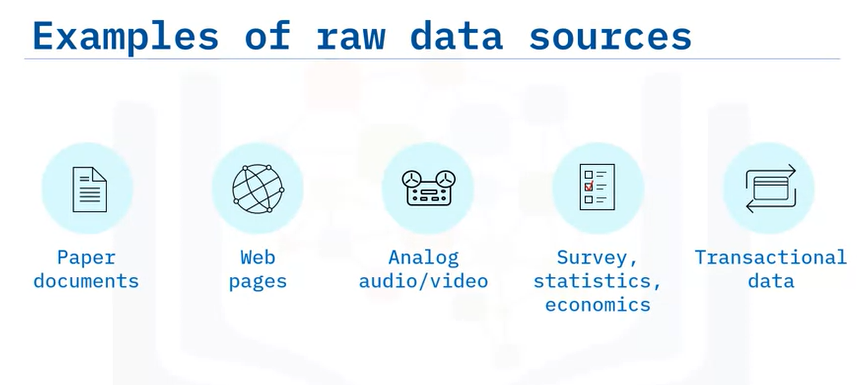 Examples of raw data sources
Paper
documents
Web
pages
Analog
audio/video
Survey,
statistics,
economics
Transactional
data